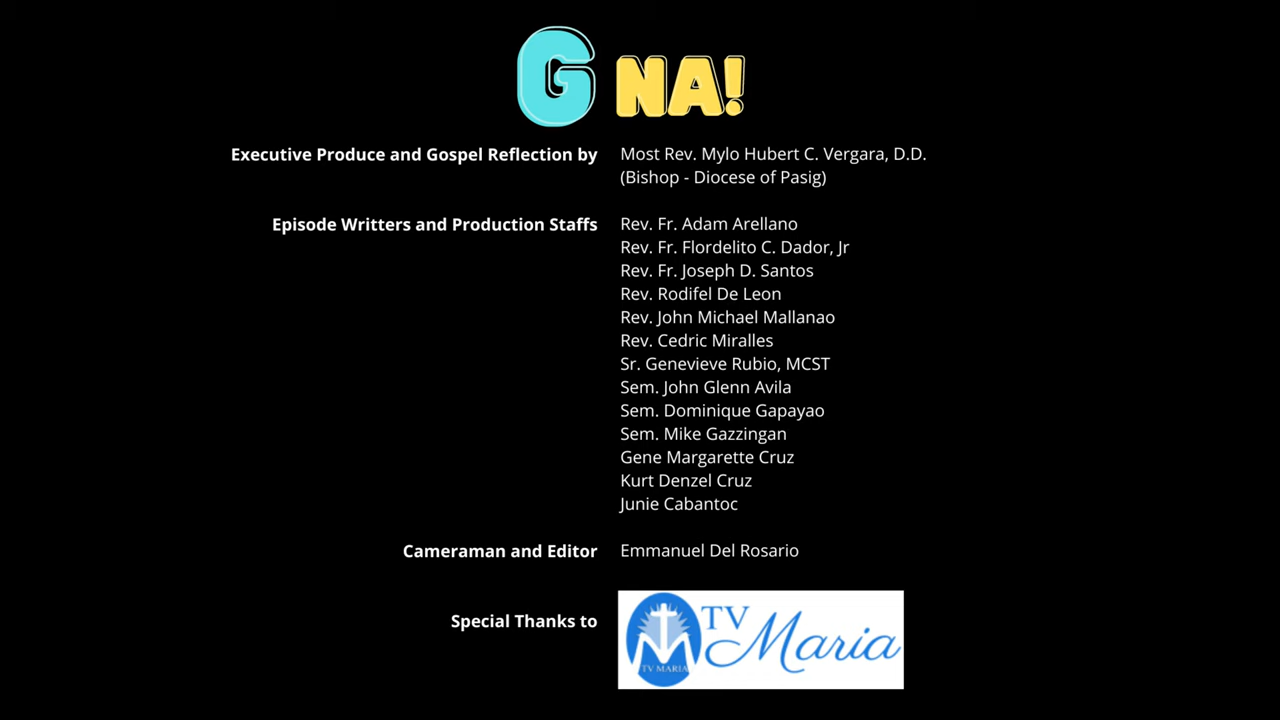 G NA!
Executive Produce and Gospel Reflection by Most Rev. Mylo Hubert C. Vergara, D.D.
(Bishop - Diocese of Pasig)
Episode Writters and Production Staffs Rev. Fr. Adam Arellano
Rev. Fr. Flordelito C. Dador, Jr
Rev. Fr. Joseph D. Santos
Rev. Rodifel De Leon
Rev. John Michael Mallanao
Rev. Cedric Miralles
Sr. Genevieve Rubio, MCST
Sem. John Glenn Avila
Sem. Dominique Gapayao
Sem. Mike Gazzingan
Gene Margarette Cruz
Kurt Denzel Cruz
Junie Cabantoc
Cameraman and Editor Emmanuel Del Rosario
Special Thanks to TV Maria
TV MARIA